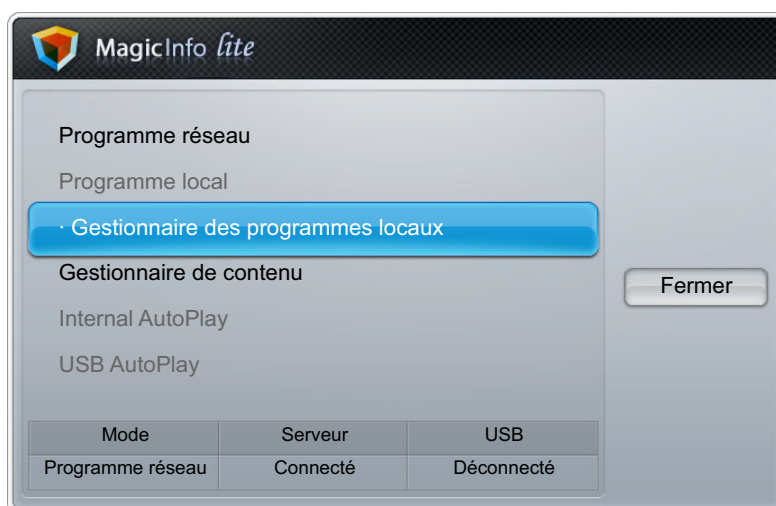 MagicInfo lite
Programme réseau
Programme local
· Gestionnaire des programmes locaux
Gestionnaire de contenu
Internal AutoPlay
USB AutoPlay
Fermer
Mode Serveur USB
Programme réseau Connecté Déconnecté